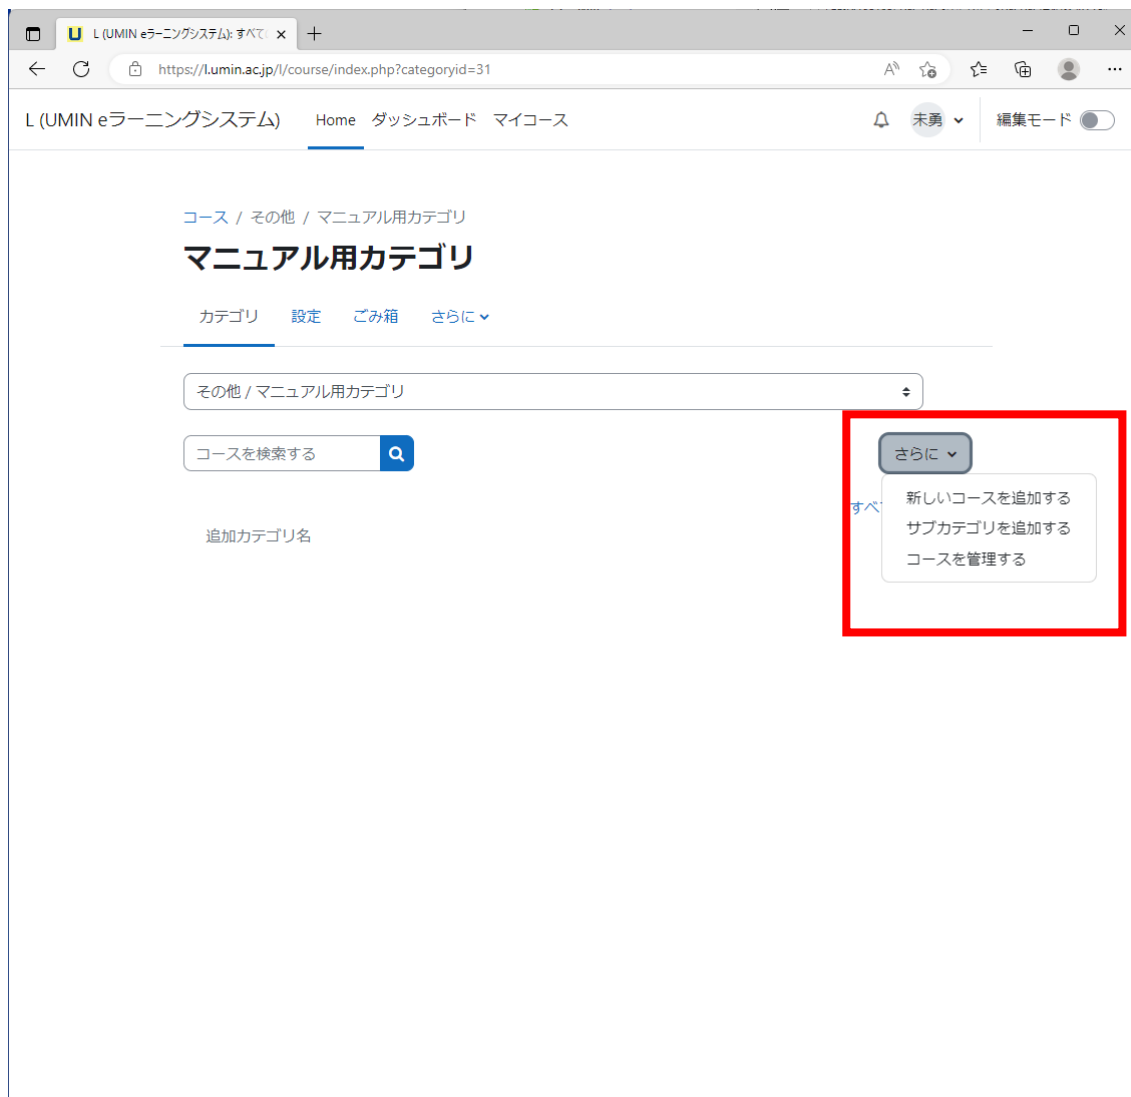 L (UMIN eラーニングシステム): すべて
https://l.umin.ac.jp/l/course/index.php?categoryid=31
L (UMIN eラーニングシステム) Home ダッシュボード マイコース 未勇 編集モード
コース / その他 / マニュアル用カテゴリ
マニュアル用カテゴリ
カテゴリ 設定 ごみ箱 さらに
その他 / マニュアル用カテゴリ
コースを検索する さらに
新しいコースを追加する
すべ
サブカテゴリを追加する
追加カテゴリ名
コースを管理する